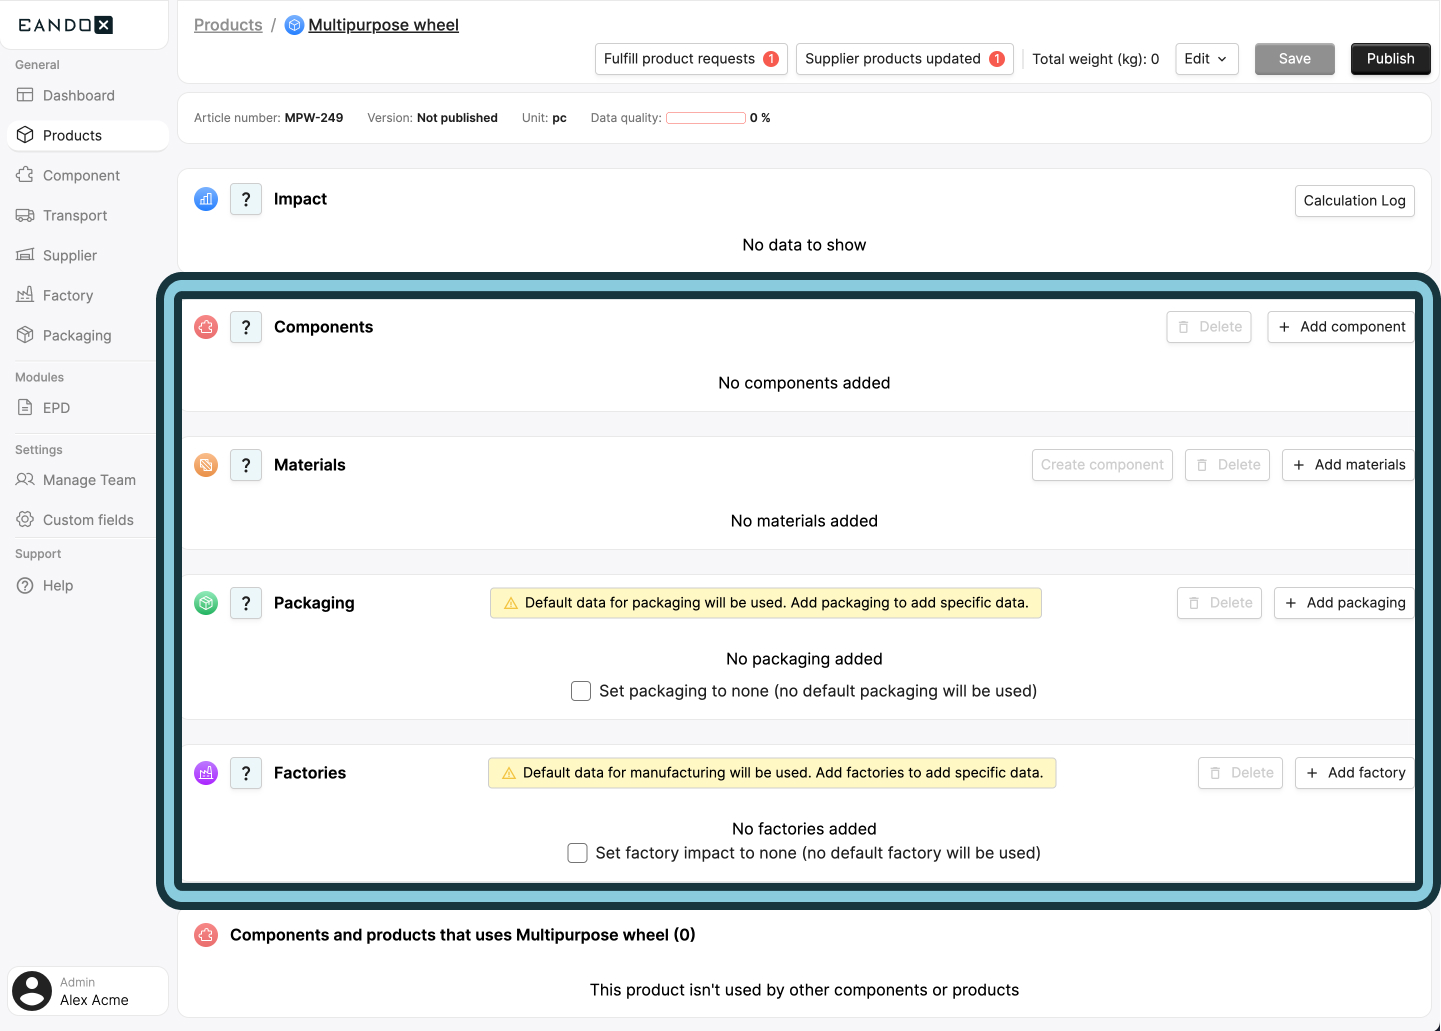 EANDOX
Products / Multipurpose wheel
Fulfill product requests 1
Supplier products updated 1
Total weight (kg): 0
Edit
Save
Publish
General
Dashboard
Products
Component
Transport
Supplier
Factory
Packaging
Modules
EPD
Settings
Manage Team
Custom fields
Support
Help
Admin
Alex Acme
Article number: MPW-249 Version: Not published Unit: pc Data quality: 0 %
? Impact
Calculation Log
No data to show
? Components
Delete
+ Add component
No components added
? Materials
Create component
Delete
+ Add materials
No materials added
? Packaging
Default data for packaging will be used. Add packaging to add specific data.
Delete
+ Add packaging
No packaging added
Set packaging to none (no default packaging will be used)
? Factories
Default data for manufacturing will be used. Add factories to add specific data.
Delete
+ Add factory
No factories added
Set factory impact to none (no default factory will be used)
Components and products that uses Multipurpose wheel (0)
This product isn't used by other components or products